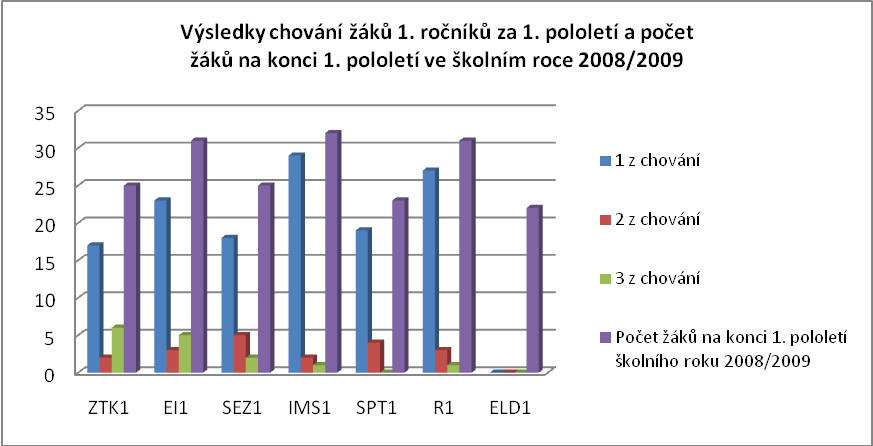 Výsledky chování žáků 1. ročníků za 1. pololetí a počet
žáků na konci 1. pololetí ve školním roce 2008/2009
35
30
25
20
15
10
5
0
ZTK1 EI1 SEZ1 IMS1 SPT1 R1 ELD1
1 z chování
2 z chování
3 z chování
Počet žáků na konci 1. pololetí
školního roku 2008/2009